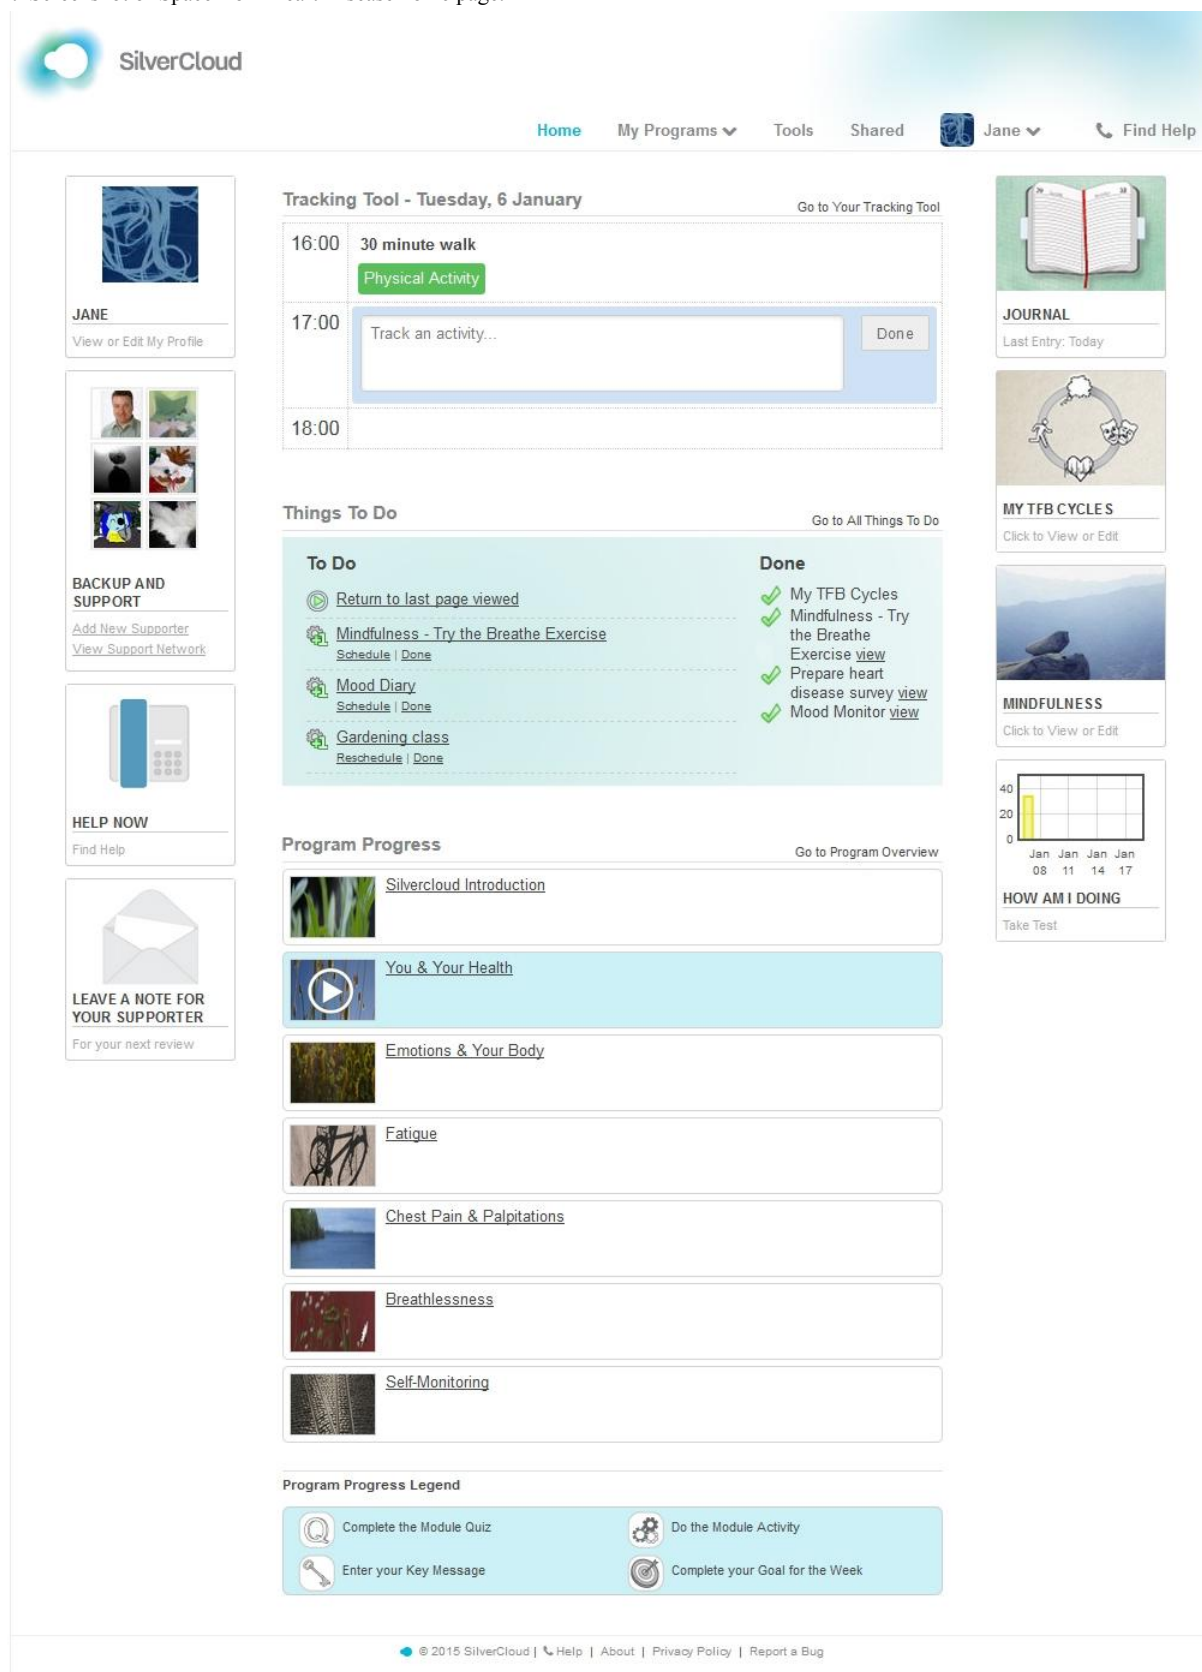 SilverCloud
Home My Programs Tools Shared Jane Find Help
JANE
View or Edit My Profile
BACKUP AND
SUPPORT
Add New Supporter
View Support Network
HELP NOW
Find Help
LEAVE A NOTE FOR
YOUR SUPPORTER
For your next review
Tracking Tool - Tuesday, 6 January
Go to Your Tracking Tool
16:00 30 minute walk
Physical Activity
17:00 Track an activity... Done
18:00
Things To Do
Go to All Things To Do
To Do
Return to last page viewed
Mindfulness - Try the Breathe Exercise
Schedule | Done
Mood Diary
Schedule | Done
Gardening class
Reschedule | Done
Done
My TFB Cycles
Mindfulness - Try
the Breathe
Exercise view
Prepare heart
disease survey view
Mood Monitor view
Program Progress
Go to Program Overview
Silvercloud Introduction
You & Your Health
Emotions & Your Body
Fatigue
Chest Pain & Palpitations
Breathlessness
Self-Monitoring
Program Progress Legend
Q Complete the Module Quiz
Do the Module Activity
Enter your Key Message
Complete your Goal for the Week
JOURNAL
Last Entry: Today
MY TFB CYCLES
Click to View or Edit
MINDFULNESS
Click to View or Edit
40
20
0
Jan Jan Jan Jan
08 11 14 17
HOW AM I DOING
Take Test
© 2015 SilverCloud | Help | About | Privacy Policy | Report a Bug